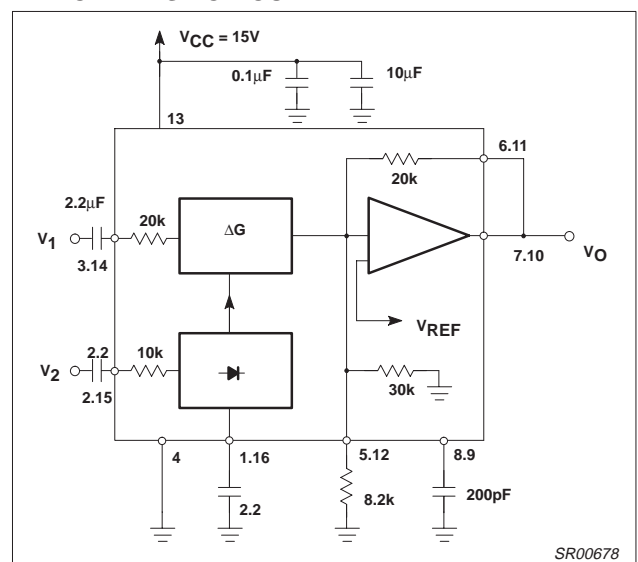 VCC = 15V
0.1μF
10μF
13
6.11
20k
2.2μF
20k
ΔG
V1
3.14
7.10
VO
VREF
2.2
10k
V2
2.15
30k
4
1.16
5.12
8.9
2.2
8.2k
200pF
SR00678